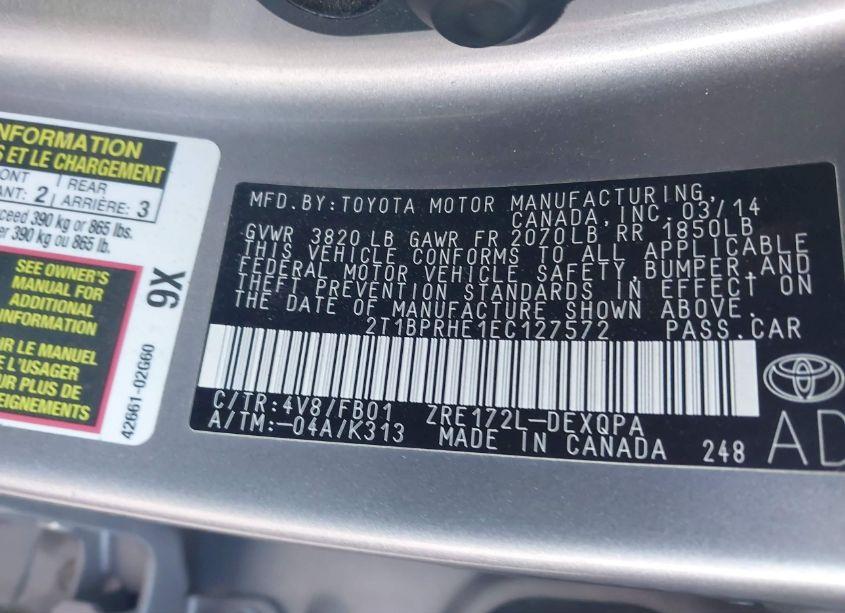 INFORMATION
S ET LE CHARGEMENT
ONT
ANT: 2
REAR
ARRIÈRE: 3
ceed 390 kg or 865 lbs.
er 390 kg ou 865 lb.
SEE OWNER'S
MANUAL FOR
ADDITIONAL
INFORMATION
IR LE MANUEL
L'USAGER
UR PLUS DE
EIGNEMENTS
9X
42661-02G60
MFD.BY:TOYOTA MOTOR MANUFACTURING,
CANADA, INC. 03/14
GVWR 3820 LB GAWR FR 2070LB RR 1850LB
THIS VEHICLE CONFORMS TO ALL APPLICABLE
FEDERAL MOTOR VEHICLE SAFETY,BUMPER,AND
THEFT PREVENTION STANDARDS IN EFFECT ON
THE DATE OF MANUFACTURE SHOWN ABOVE.
2T1BPRHE1EC127572 PASS.CAR
C/TR:4V8/FB01 ZRE172L-DEXQPA
A/TM:-04A/K313 MADE IN CANADA 248
AD